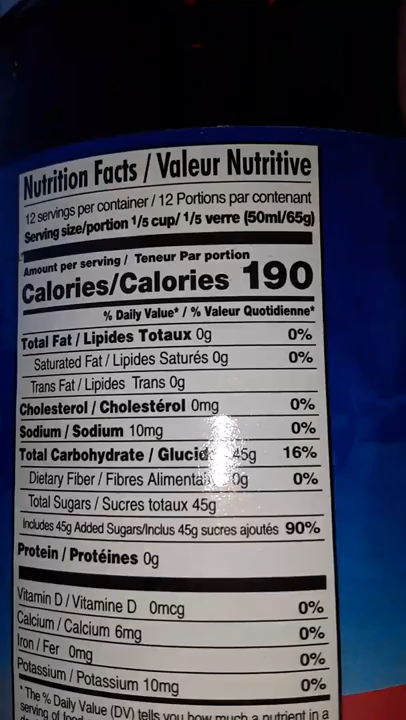 Nutrition Facts / Valeur Nutritive
12 servings per container / 12 Portions par contenant
Serving size/portion 1/5 cup/ 1/5 verre (50ml/65g)
Amount per serving / Teneur Par portion
Calories/Calories 190
% Daily Value* / % Valeur Quotidienne*
Total Fat / Lipides Totaux 0g 0%
Saturated Fat / Lipides Saturés 0g 0%
Trans Fat / Lipides Trans 0g
Cholesterol / Cholestérol 0mg 0%
Sodium / Sodium 10mg 0%
Total Carbohydrate / 45g 16%
Dietary Fiber / Fibres 0g 0%
Total Sugars / Sucres totaux 45g
Includes 45g Added Sugars/Inclus 45g sucres ajoutés 90%
Protein / Protéines 0g
Vitamin D / Vitamine D 0mcg 0%
Calcium / Calcium 6mg 0%
Iron / Fer 0mg 0%
Potassium / Potassium 10mg 0%
* The % Daily Value (DV) tells you how much a nutrient in a
serving of